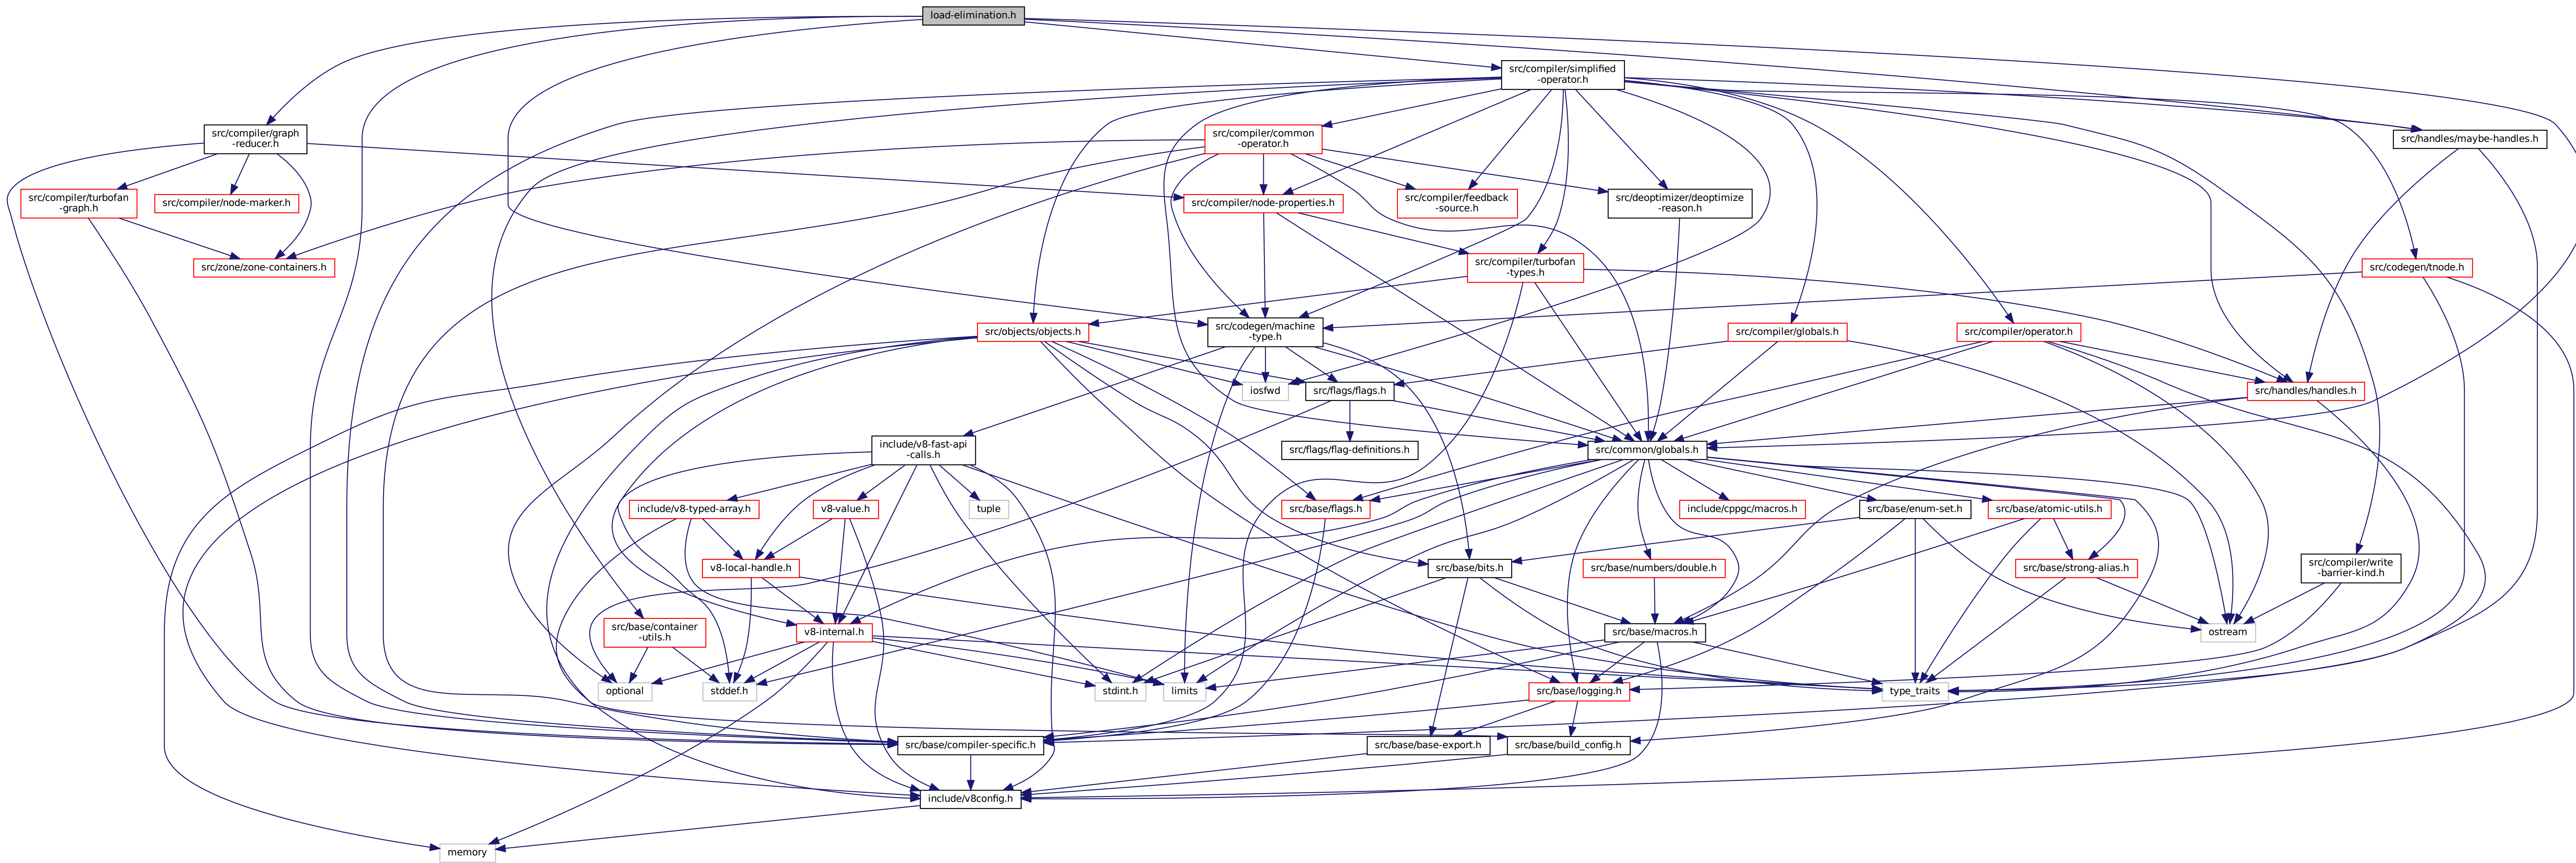 load-elimination.h
src/compiler/simplified
-operator.h
src/compiler/graph
-reducer.h
src/compiler/common
-operator.h
src/handles/maybe-handles.h
src/compiler/turbofan
-graph.h
src/compiler/node-marker.h
src/compiler/node-properties.h
src/compiler/feedback
-source.h
src/deoptimizer/deoptimize
-reason.h
src/zone/zone-containers.h
src/compiler/turbofan
-types.h
src/codegen/tnode.h
src/objects/objects.h
src/codegen/machine
-type.h
src/compiler/globals.h
src/compiler/operator.h
iosfwd
src/flags/flags.h
src/handles/handles.h
include/v8-fast-api
-calls.h
src/flags/flag-definitions.h
src/common/globals.h
include/v8-typed-array.h
v8-value.h
tuple
src/base/flags.h
include/cppgc/macros.h
src/base/enum-set.h
src/base/atomic-utils.h
v8-local-handle.h
src/base/bits.h
src/base/numbers/double.h
src/compiler/write
-barrier-kind.h
src/base/strong-alias.h
src/base/container
-utils.h
v8-internal.h
src/base/macros.h
ostream
optional
stddef.h
stdint.h
limits
src/base/logging.h
type_traits
src/base/compiler-specific.h
src/base/base-export.h
src/base/build_config.h
include/v8config.h
memory